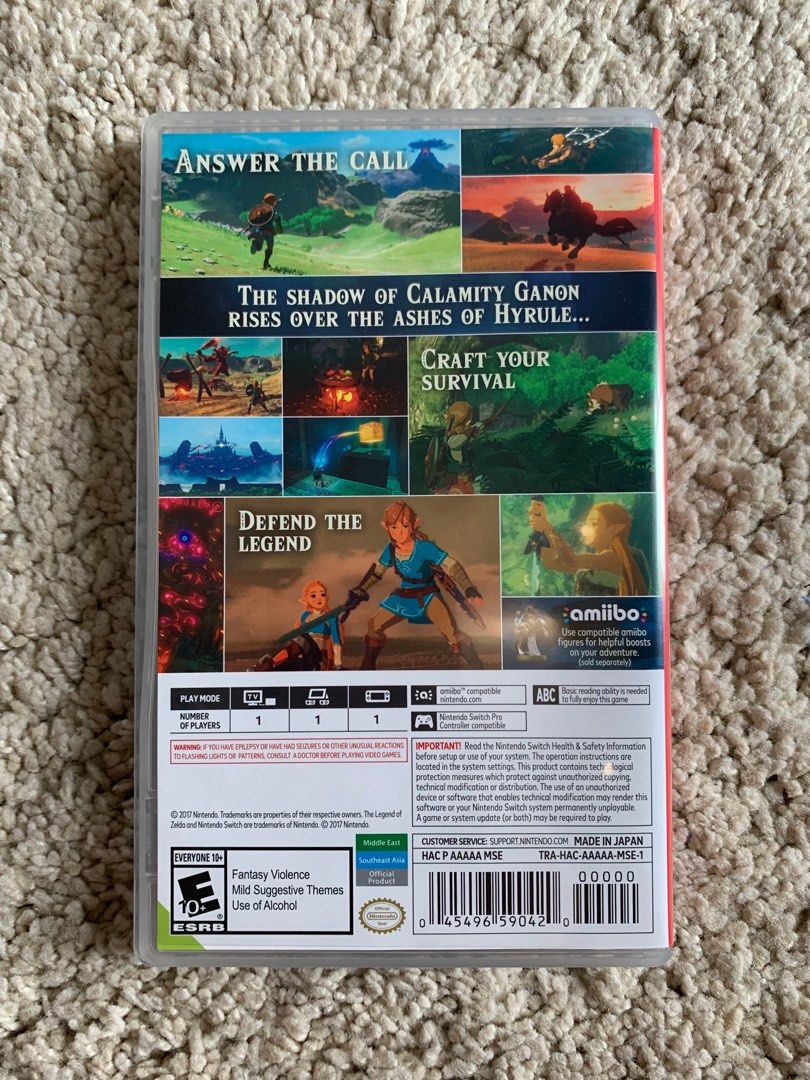 ANSWER THE CALL
THE SHADOW OF CALAMITY GANON
RISES OVER THE ASHES OF HYRULE...
CRAFT YOUR
SURVIVAL
DEFEND THE
LEGEND
amiibo
Use compatible amiibo
figures for helpful boosts
on your adventure.
(sold separately)
PLAY MODE
TV
NUMBER
OF PLAYERS
1
1
1
amiibo™ compatible
nintendo.com
Nintendo Switch Pro
Controller compatible
ABC
Basic reading ability is needed
to fully enjoy this game
WARNING: IF YOU HAVE EPILEPSY OR HAVE HAD SEIZURES OR OTHER UNUSUAL REACTIONS
TO FLASHING LIGHTS OR PATTERNS, CONSULT A DOCTOR BEFORE PLAYING VIDEO GAMES.
IMPORTANT! Read the Nintendo Switch Health & Safety Information
before setup or use of your system. The operation instructions are
located in the system settings. This product contains technological
protection measures which protect against unauthorized copying,
technical modification or distribution. The use of an unauthorized
device or software that enables technical modification may render this
software or your Nintendo Switch system permanently unplayable.
A game or system update (or both) may be required to play.
© 2017 Nintendo. Trademarks are properties of their respective owners. The Legend of
Zelda and Nintendo Switch are trademarks of Nintendo. © 2017 Nintendo.
Middle East
Southeast Asia
Official
Product
CUSTOMER SERVICE: SUPPORT.NINTENDO.COM MADE IN JAPAN
HAC P AAAAA MSE TRA-HAC-AAAAA-MSE-1
EVERYONE 10+
E
10+
®
ESRB
Fantasy Violence
Mild Suggestive Themes
Use of Alcohol
Official
Nintendo
Seal
00000
0 45496 59042 0